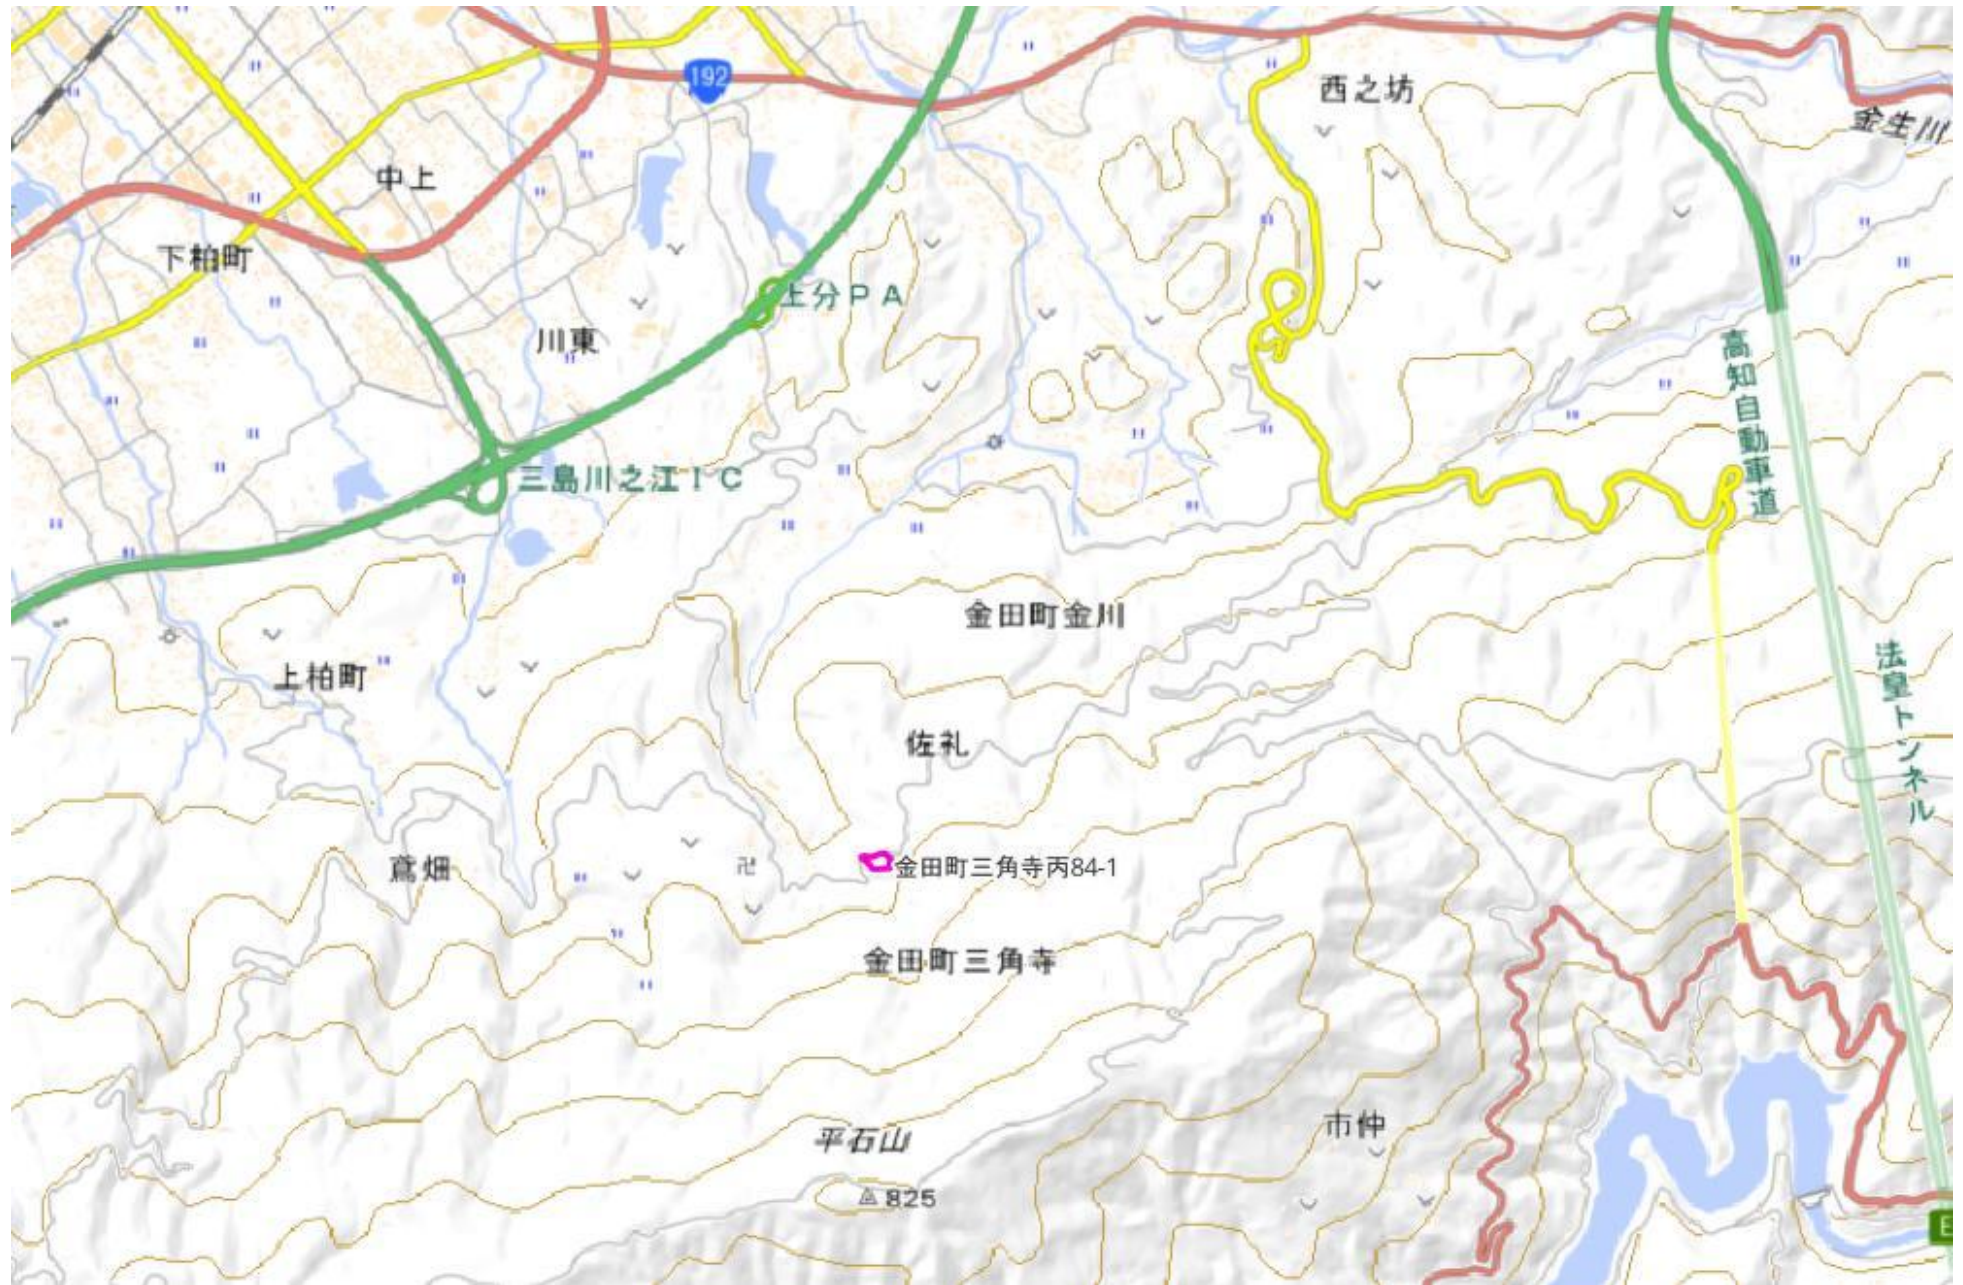 192
西之坊
金生川
中上
下柏町
上分PA
川東
高知自動車道
三島川之江IC
金田町金川
上柏町
法皇トンネル
佐礼
鳶畑
卍
金田町三角寺丙84-1
金田町三角寺
市仲
平石山
825
E